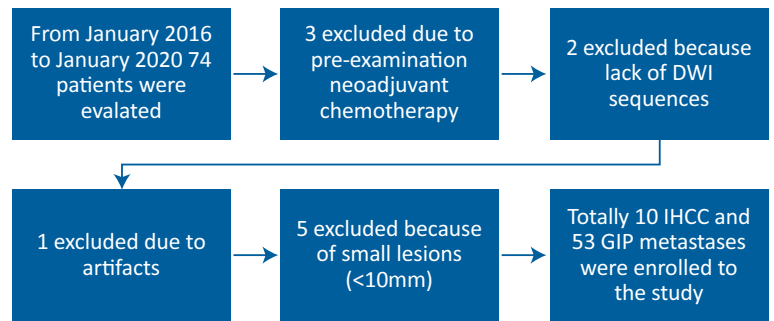 From January 2016
to January 2020 74
patients were
evalated
3 excluded due to
pre-examination
neoadjuvant
chemotherapy
2 excluded because
lack of DWI
sequences
1 excluded due to
artifacts
5 excluded because
of small lesions
(<10mm)
Totally 10 IHCC and
53 GIP metastases
were enrolled to
the study